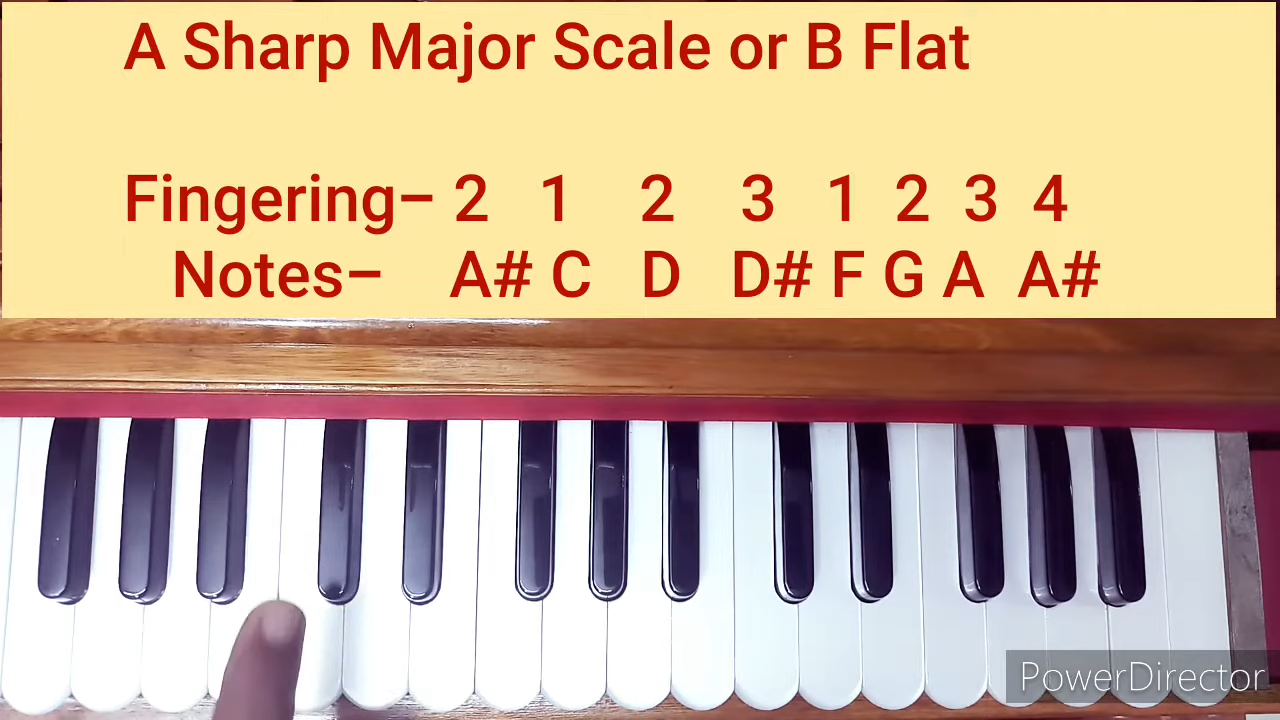 A Sharp Major Scale or B Flat
Fingering– 2 1 2 3 1 2 3 4
Notes– A# C D D# F G A A#
PowerDirector